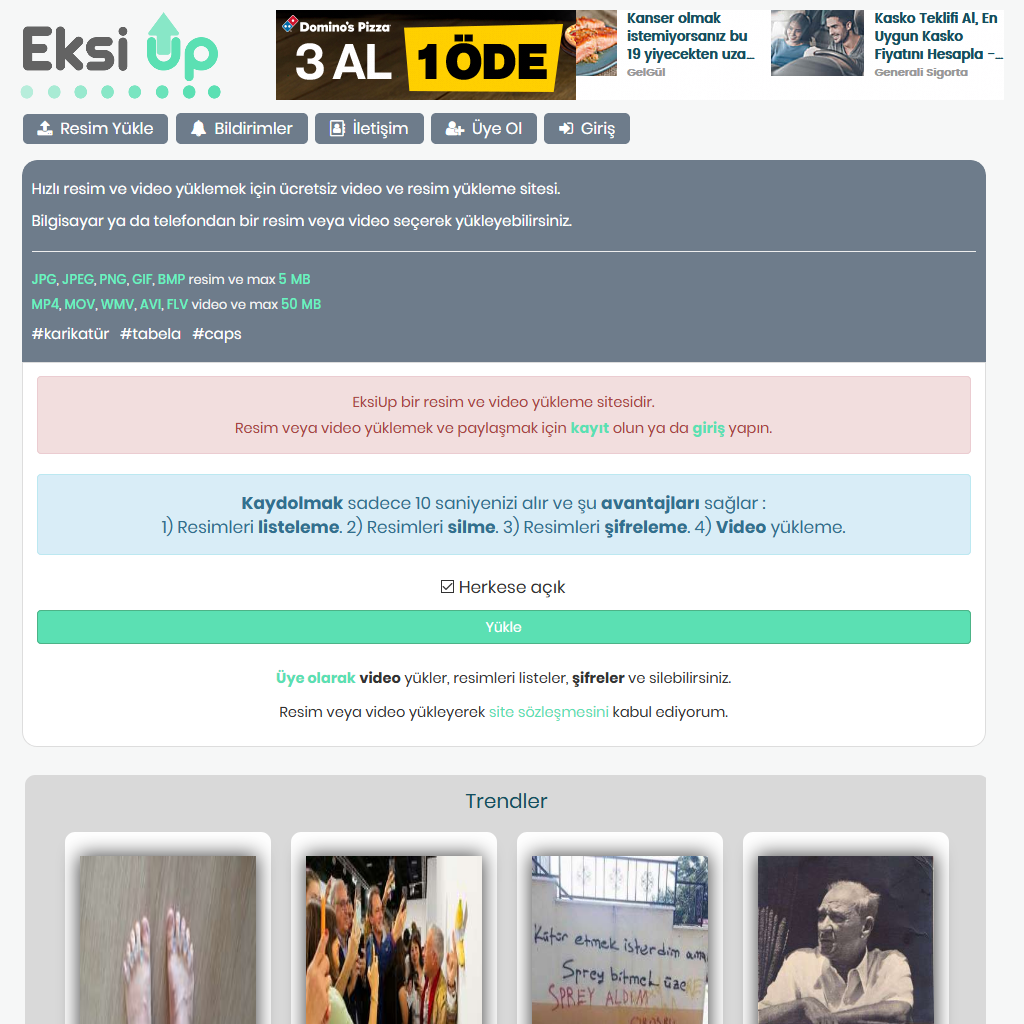 Eksi Up
Domino's Pizza
3 AL 1 ÖDE
Kanser olmak
istemiyorsanız bu
19 yiyecekten uza...
GelGül
Kasko Teklifi Al, En
Uygun Kasko
Fiyatını Hesapla -...
Generali Sigorta
Resim Yükle
Bildirimler
İletişim
Üye Ol
Giriş
Hızlı resim ve video yüklemek için ücretsiz video ve resim yükleme sitesi.
Bilgisayar ya da telefondan bir resim veya video seçerek yükleyebilirsiniz.
JPG, JPEG, PNG, GIF, BMP resim ve max 5 MB
MP4, MOV, WMV, AVI, FLV video ve max 50 MB
#karikatür #tabela #caps
EksiUp bir resim ve video yükleme sitesidir.
Resim veya video yüklemek ve paylaşmak için kayıt olun ya da giriş yapın.
Kaydolmak sadece 10 saniyenizi alır ve şu avantajları sağlar :
1) Resimleri listeleme. 2) Resimleri silme. 3) Resimleri şifreleme. 4) Video yükleme.
Herkese açık
Yükle
Üye olarak video yükler, resimleri listeler, şifreler ve silebilirsiniz.
Resim veya video yükleyerek site sözleşmesini kabul ediyorum.
Trendler
Küfür etmek isterdim ama
Sprey bitmek üze
SPREY ALDIM